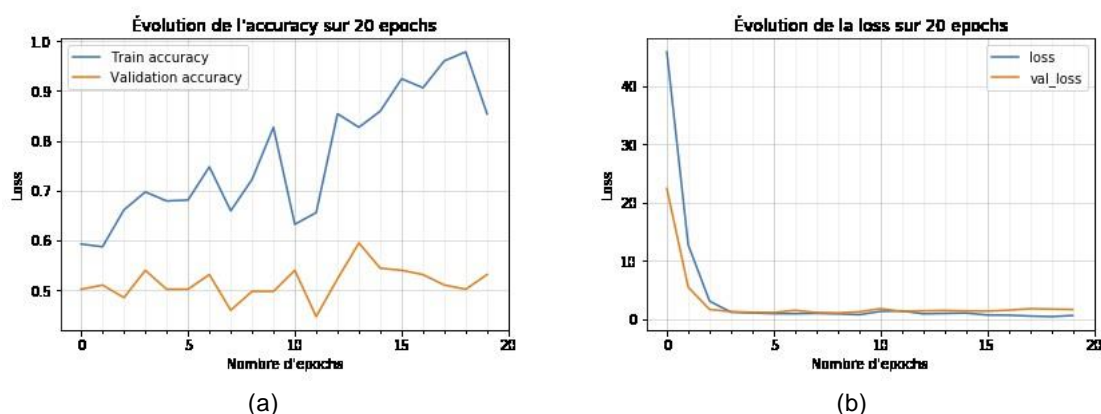 Évolution de l'accuracy sur 20 epochs
Train accuracy
Validation accuracy
1.0
0.9
0.8
0.7
0.6
0.5
Loss
0
5
10
15
20
Nombre d'epochs
(a)
Évolution de la loss sur 20 epochs
loss
val_loss
40
30
20
10
0
Loss
0
5
10
15
20
Nombre d'epochs
(b)